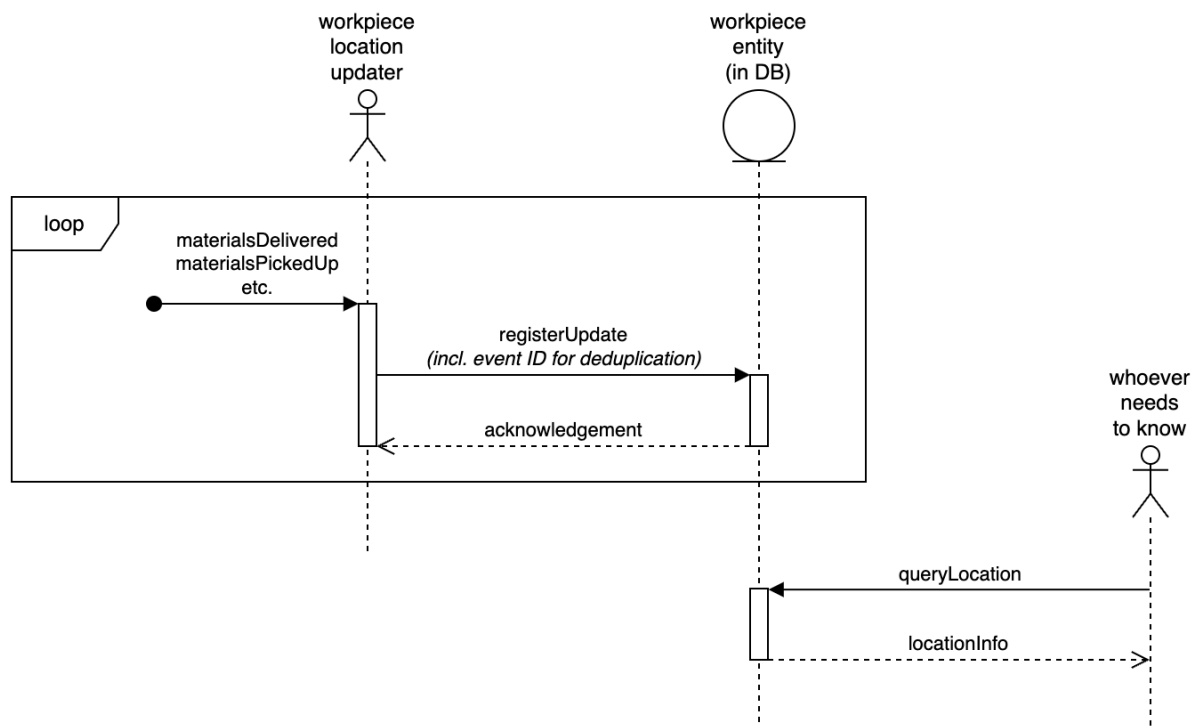 workpiece
location
updater
workpiece
entity
(in DB)
loop
materialsDelivered
materialsPickedUp
etc.
registerUpdate
(incl. event ID for deduplication)
acknowledgement
whoever
needs
to know
queryLocation
locationInfo